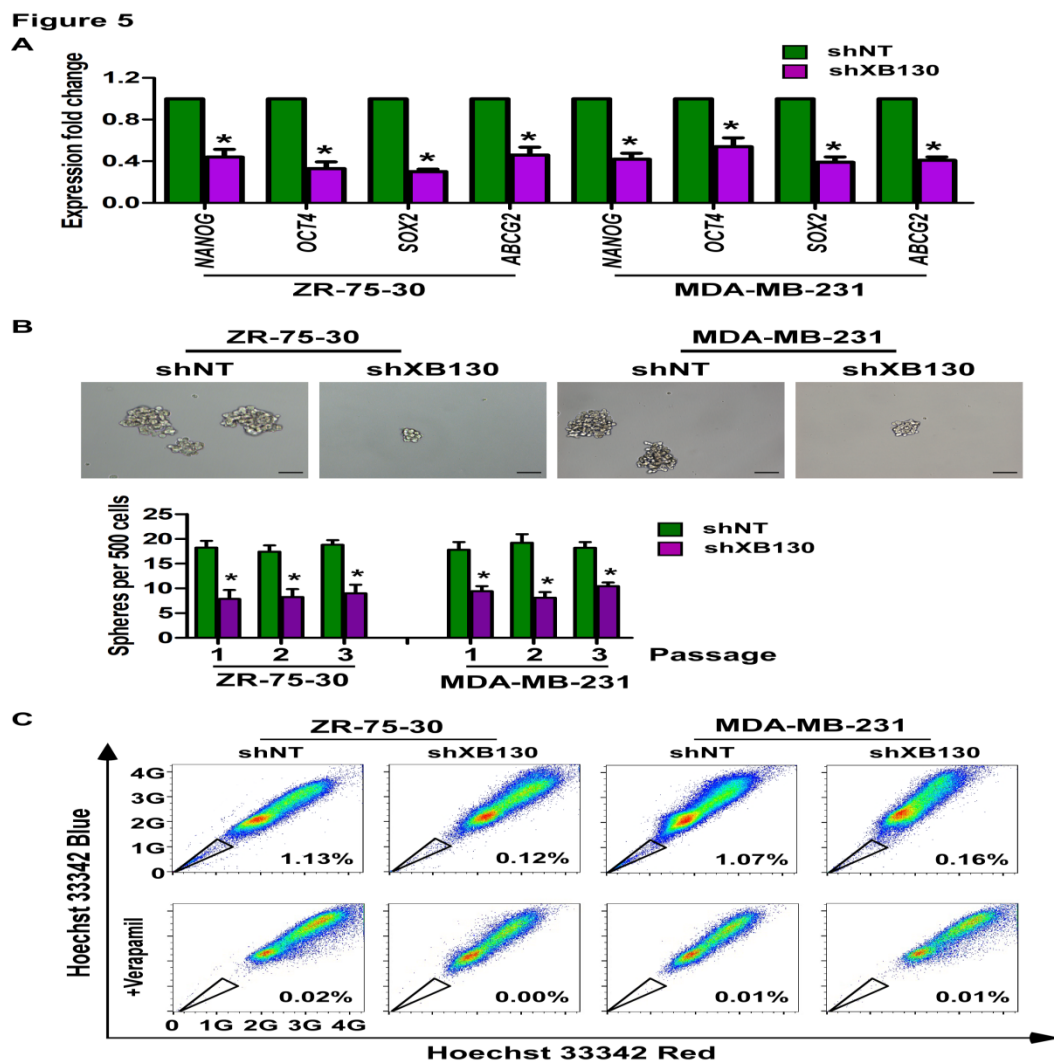 Figure 5
A
shNT
shXB130
Expression fold change
1.2
0.8
0.4
0.0
* * * * * * * *
NANOG OCT4 SOX2 ABCG2 NANOG OCT4 SOX2 ABCG2
ZR-75-30 MDA-MB-231
B
ZR-75-30 MDA-MB-231
shNT shXB130 shNT shXB130
Spheres per 500 cells
25
20
15
10
5
0
shNT
shXB130
* * * * * *
1 2 3 1 2 3 Passage
ZR-75-30 MDA-MB-231
C
ZR-75-30 MDA-MB-231
shNT shXB130 shNT shXB130
Hoechst 33342 Blue
4G
3G
2G
1G
0
1.13% 0.12% 1.07% 0.16%
+Verapamil
0.02% 0.00% 0.01% 0.01%
0 1G 2G 3G 4G
Hoechst 33342 Red